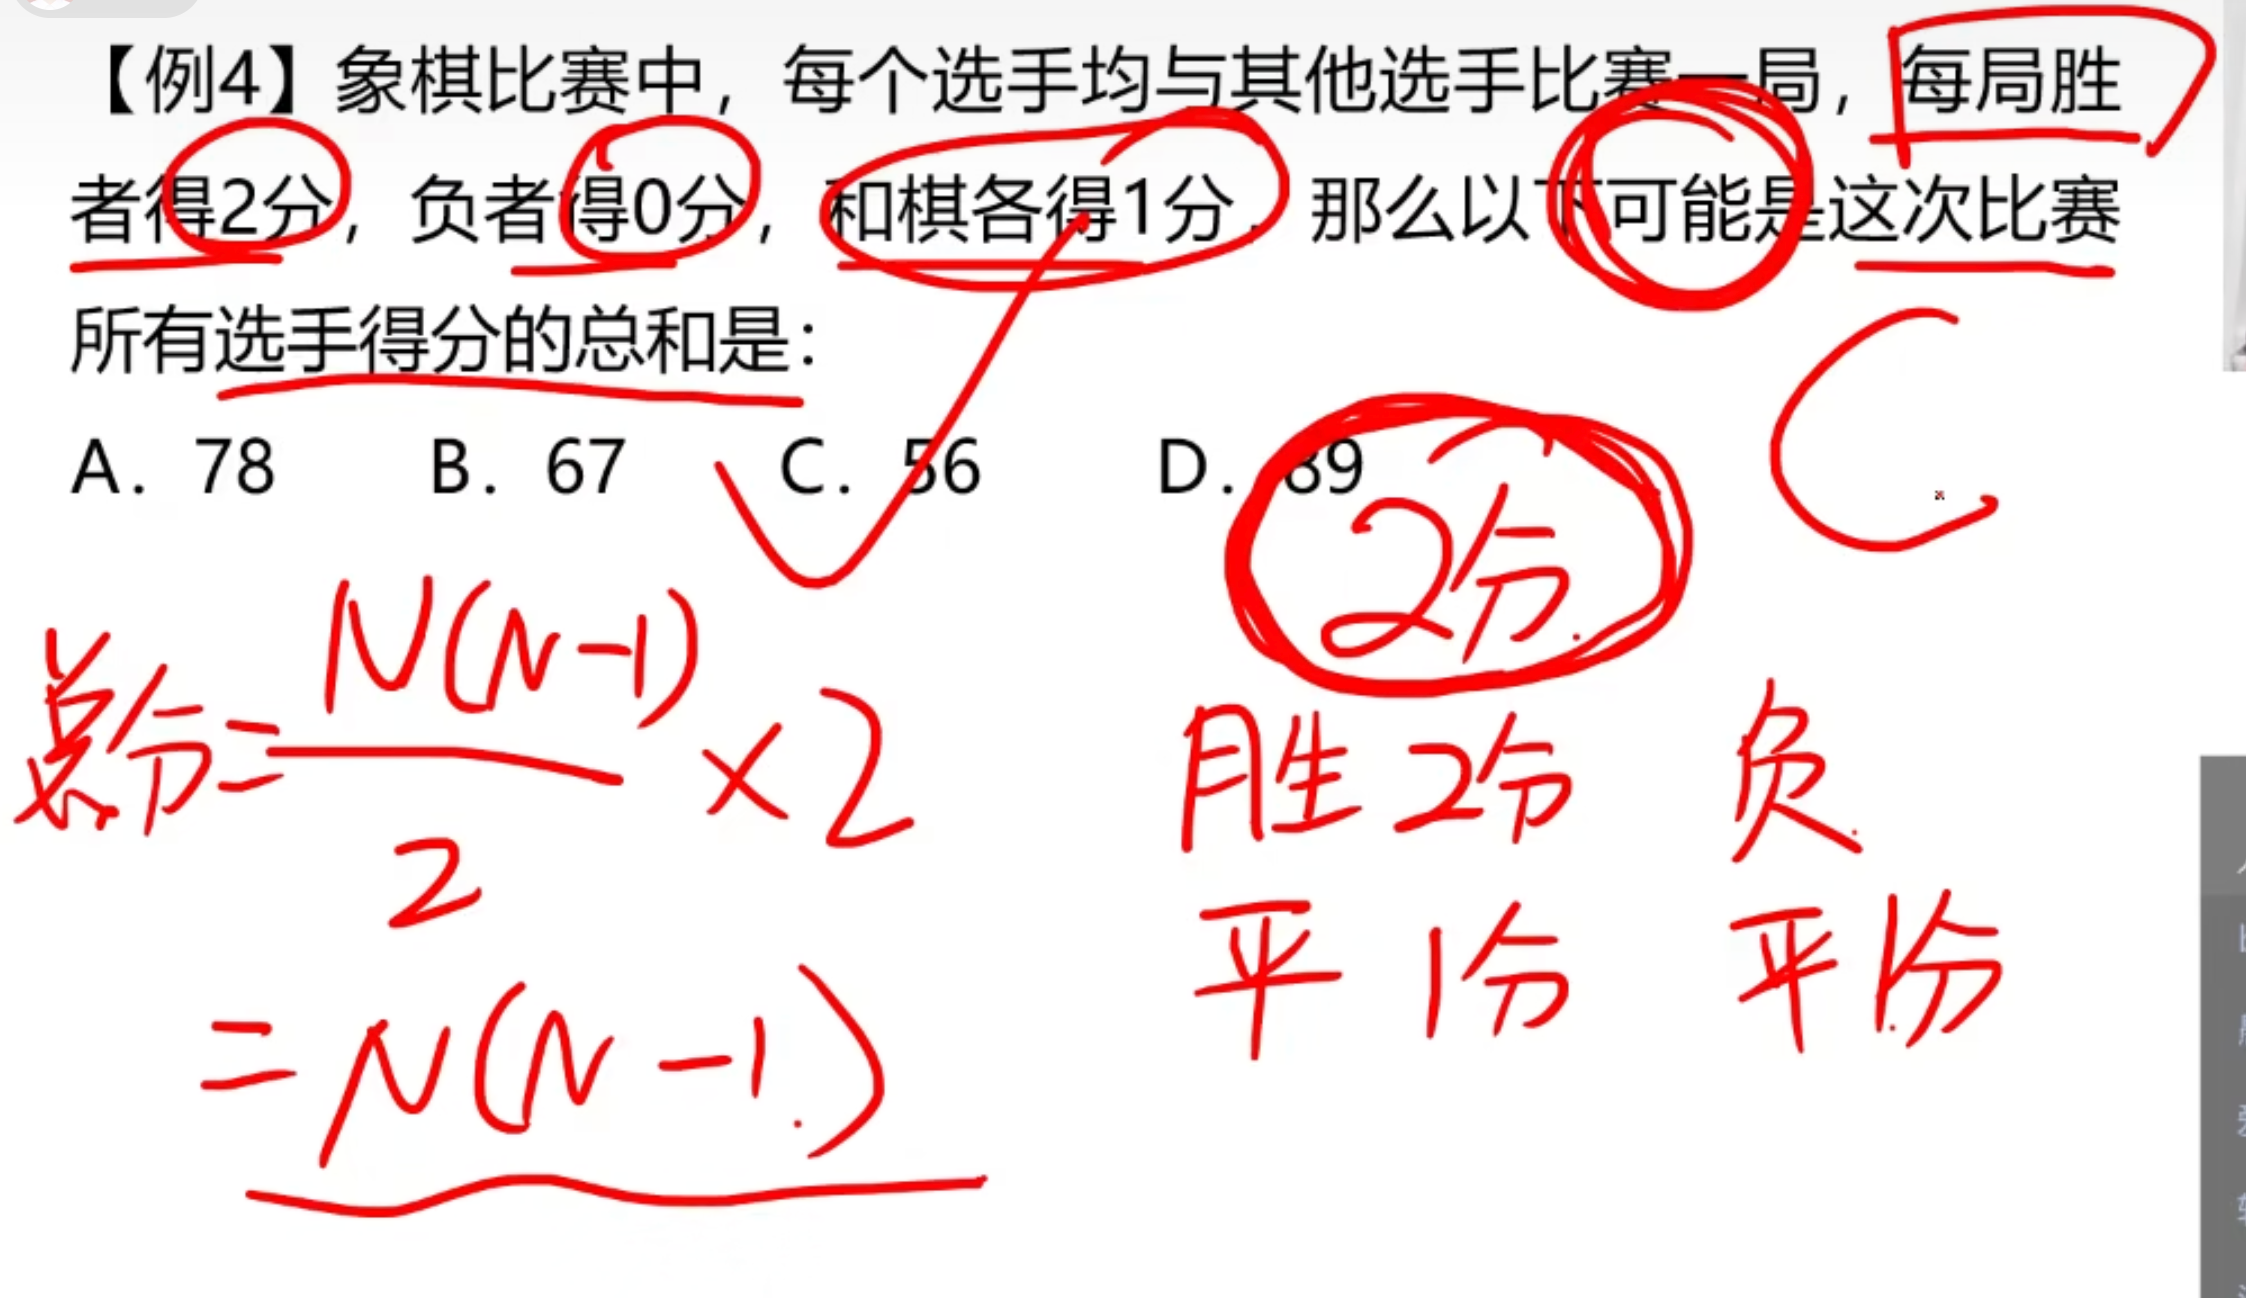 【例4】象棋比赛中，每个选手均与其他选手比赛一局，每局胜
者得2分，负者得0分，和棋各得1分，那么以下可能是这次比赛
所有选手得分的总和是：
A. 78 B. 67 C. 56 D. 89
C
2分
总分=N(N-1)/2×2
胜2分 负
平 1分 平1分
=N(N-1)